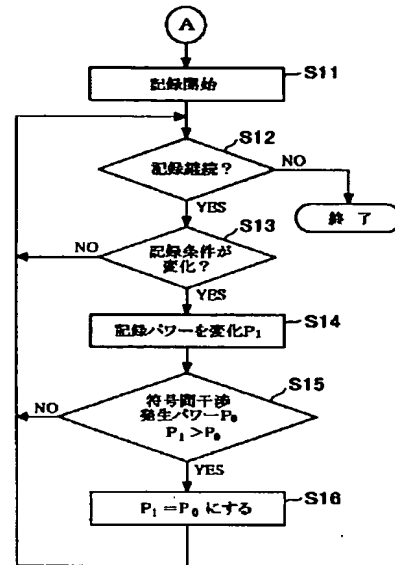 A
S11
記録開始
S12
記録継続?
NO
YES
終了
S13
NO
記録条件が
変化?
YES
S14
記録パワーを変化P₁
S15
NO
符号間干渉
発生パワーP₀
P₁>P₀
YES
S16
P₁=P₀にする